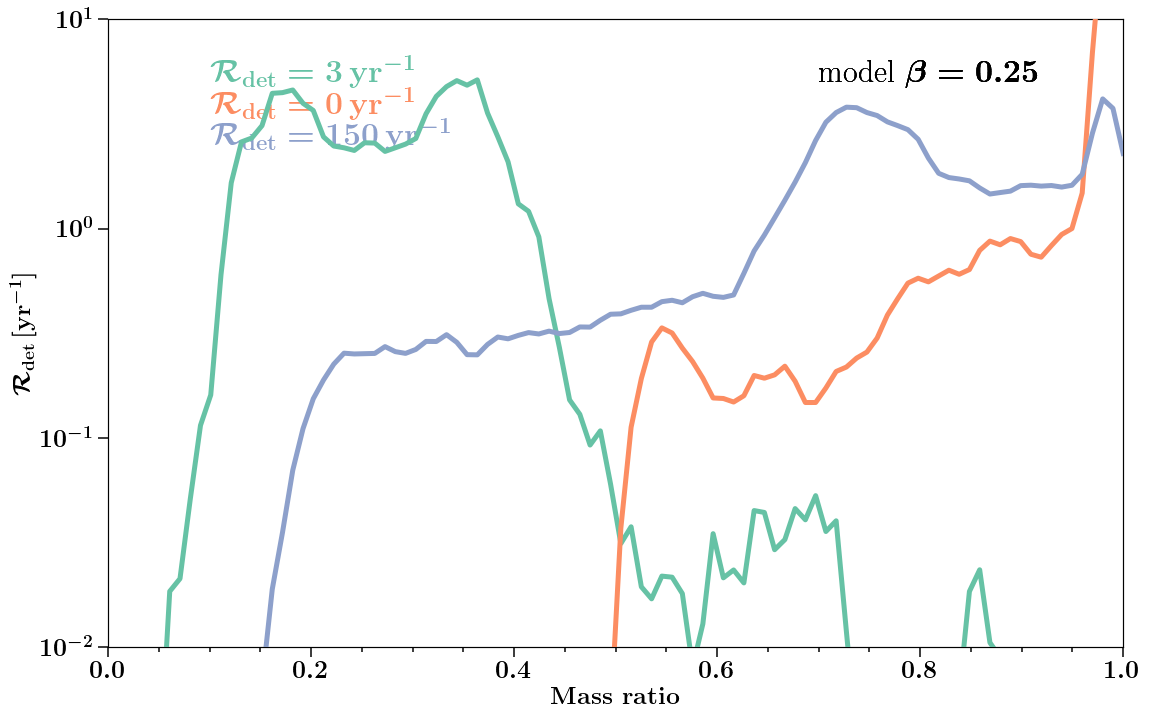 10^1
ℛ_det = 3 yr^−1
model β = 0.25
ℛ_det = 0 yr^−1
ℛ_det = 150 yr^−1
10^0
ℛ_det [yr^−1]
10^−1
10^−2
0.0 0.2 0.4 0.6 0.8 1.0
Mass ratio